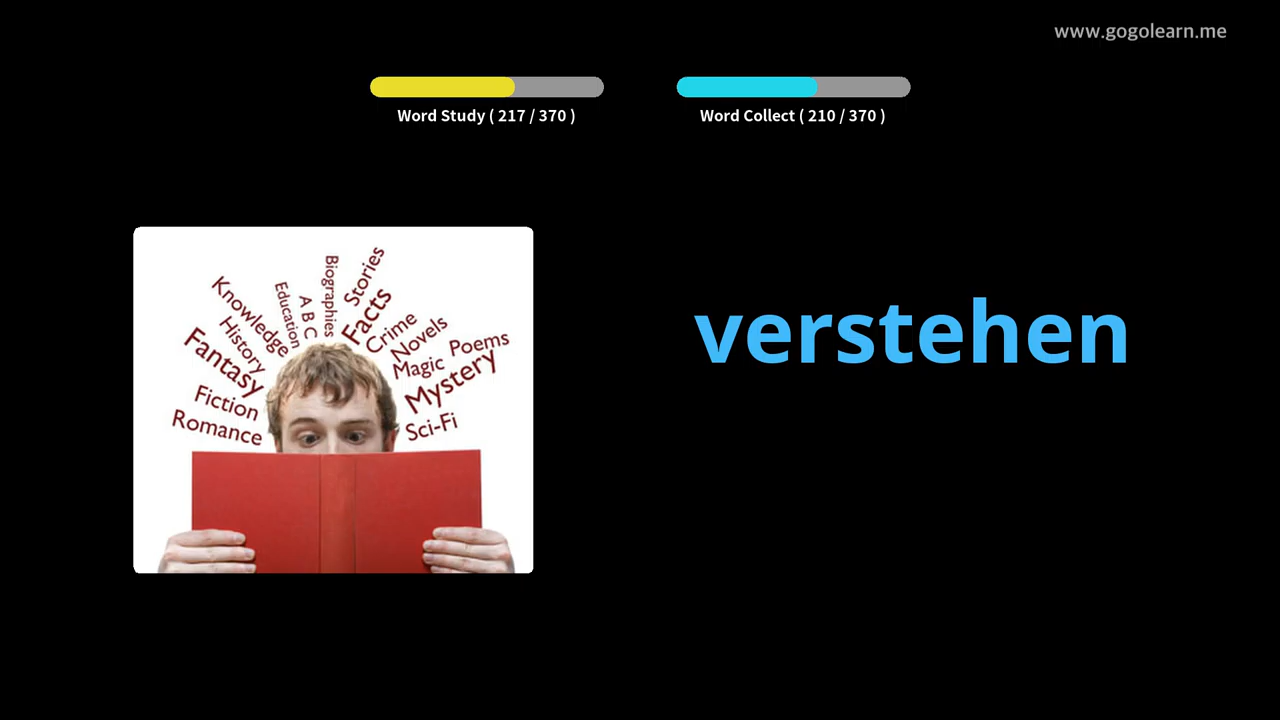 www.gogolearn.me
Word Study ( 217 / 370 )
Word Collect ( 210 / 370 )
verstehen
Romance
Fiction
Fantasy
History
Knowledge
Education
A B C
Biographies
Stories
Facts
Crime
Novels
Magic
Poems
Mystery
Sci-Fi